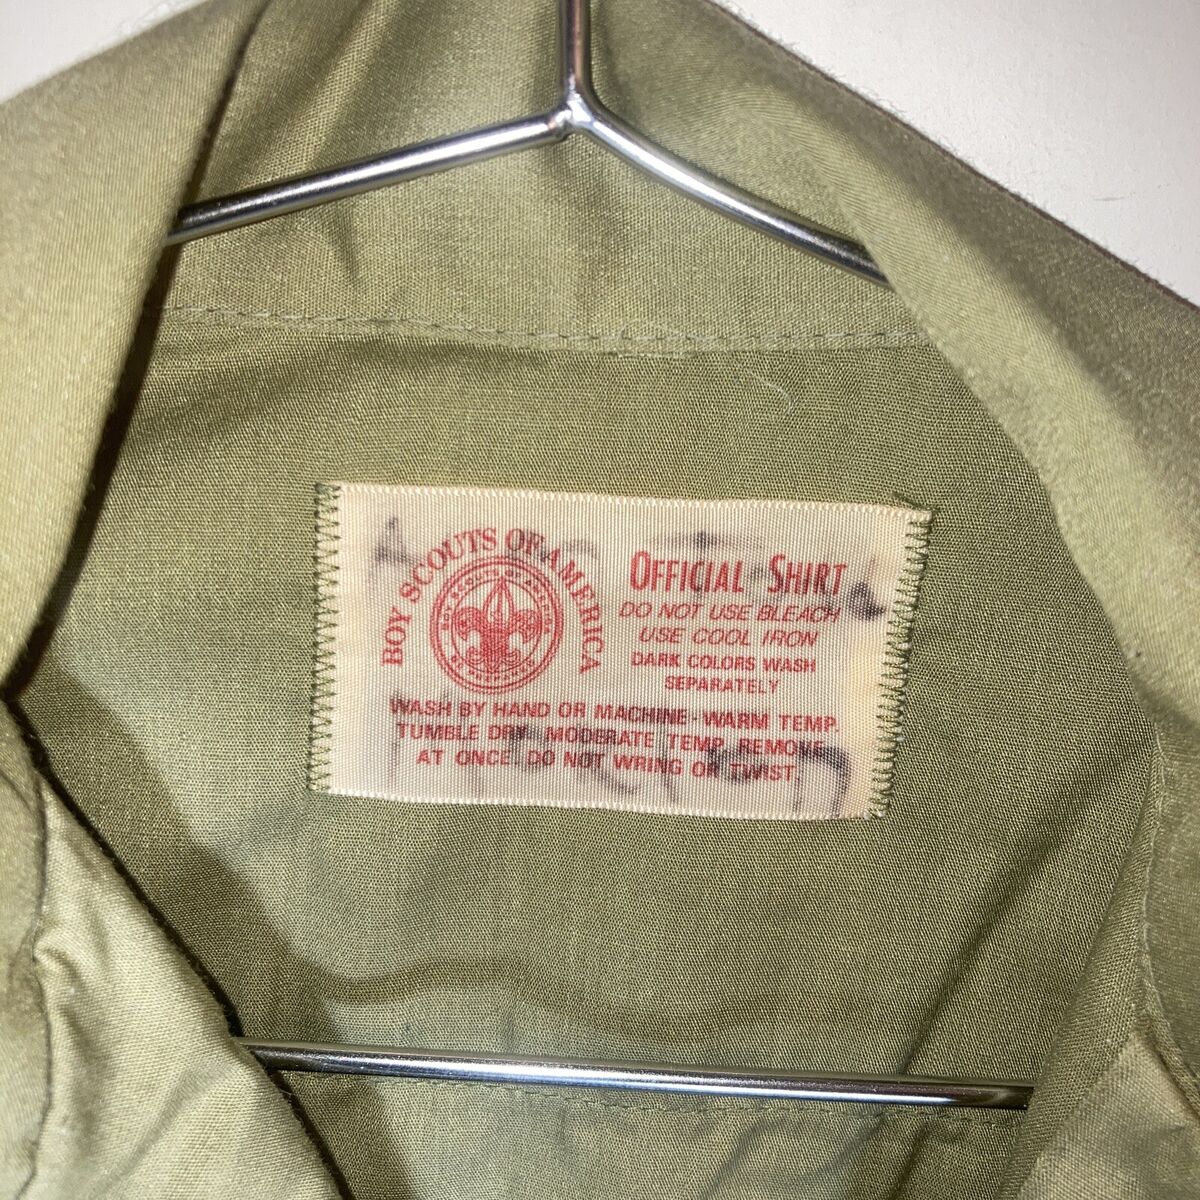 BOY SCOUTS OF AMERICA
OFFICIAL SHIRT
DO NOT USE BLEACH
USE COOL IRON
DARK COLORS WASH
SEPARATELY
WASH BY HAND OR MACHINE-WARM TEMP.
TUMBLE DRY MODERATE TEMP. REMOVE
AT ONCE. DO NOT WRING OR TWIST.